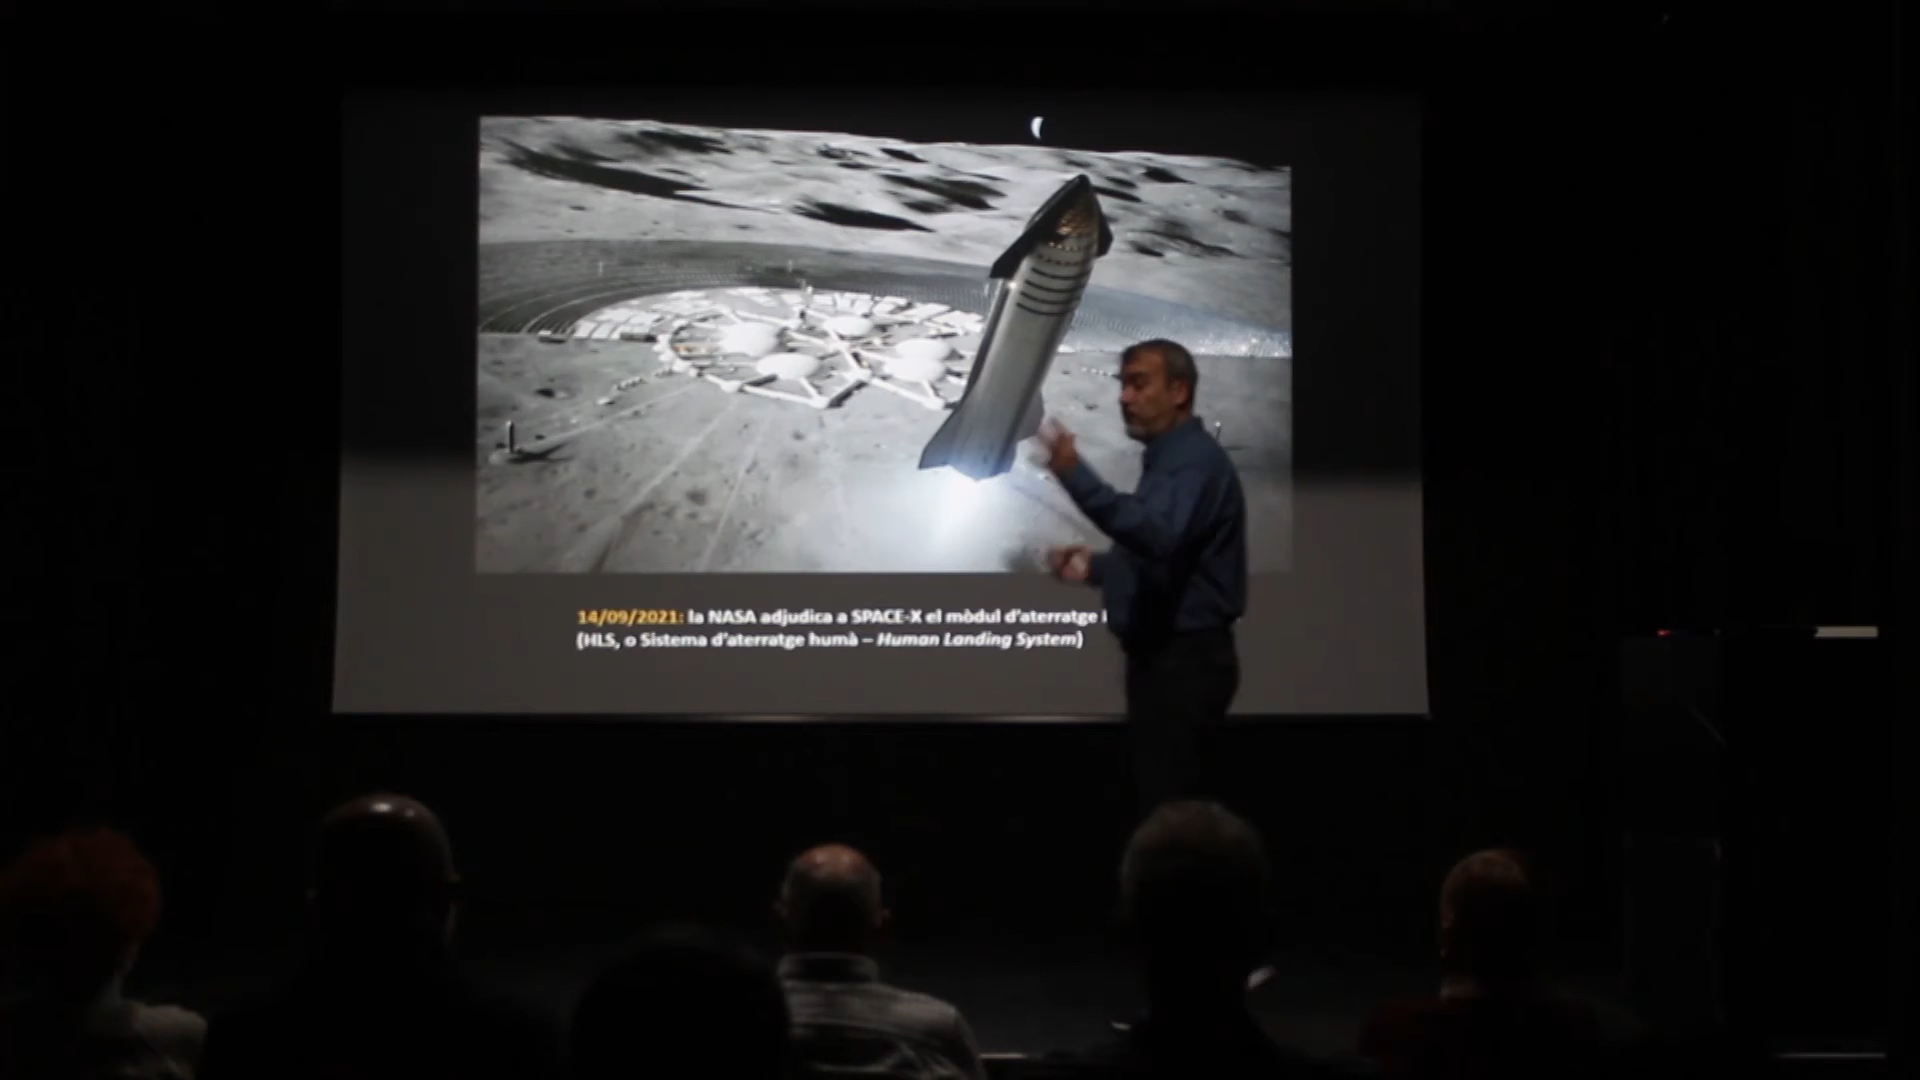 14/09/2021: la NASA adjudica a SPACE-X el mòdul d'aterratge
(HLS, o Sistema d'aterratge humà – Human Landing System)